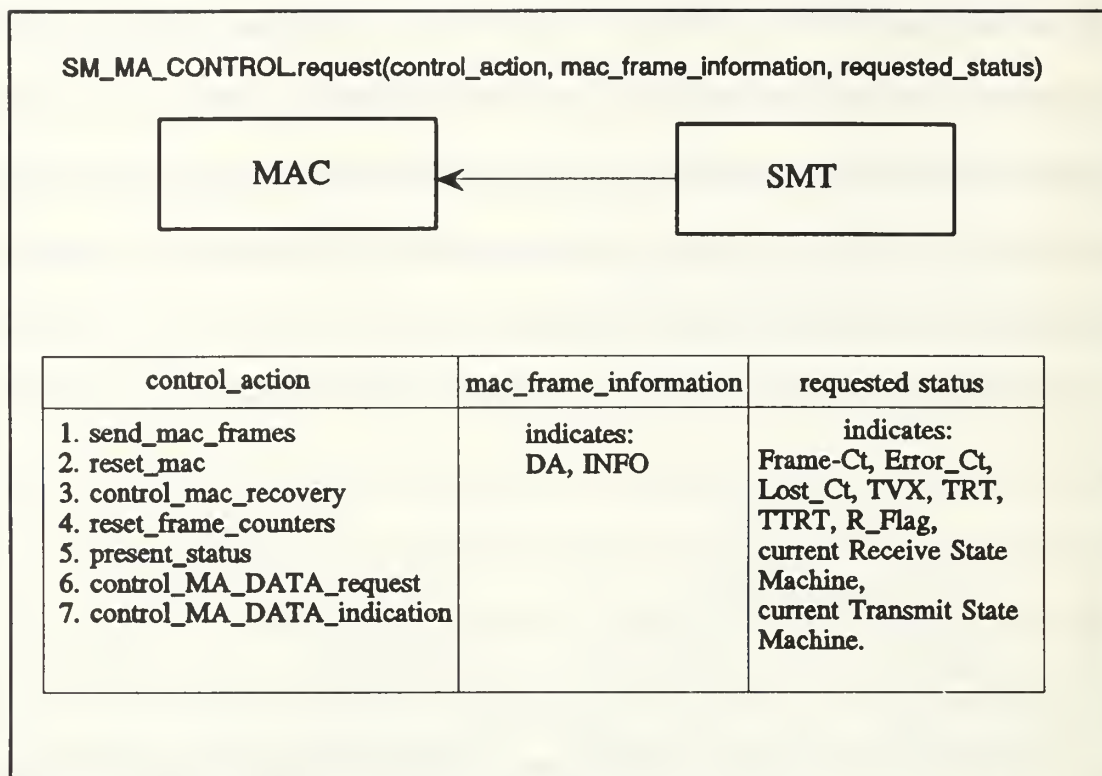 SM_MA_CONTROL.request(control_action, mac_frame_information, requested_status)
MAC
SMT
control_action
mac_frame_information
requested status
1. send_mac_frames
2. reset_mac
3. control_mac_recovery
4. reset_frame_counters
5. present_status
6. control_MA_DATA_request
7. control_MA_DATA_indication
indicates:
DA, INFO
indicates:
Frame-Ct, Error_Ct,
Lost_Ct, TVX, TRT,
TTRT, R_Flag,
current Receive State
Machine,
current Transmit State
Machine.